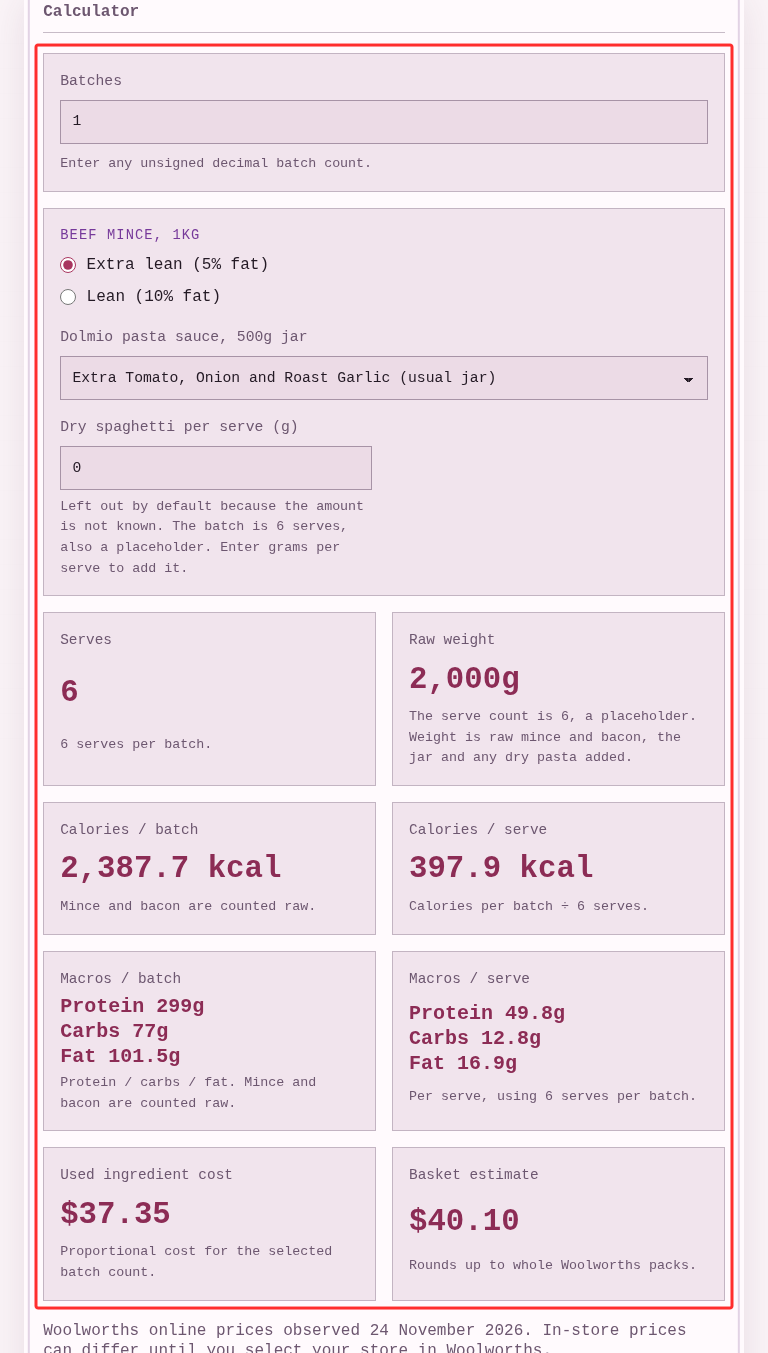 Calculator
Batches
1
Enter any unsigned decimal batch count.
BEEF MINCE, 1KG
Extra lean (5% fat)
Lean (10% fat)
Dolmio pasta sauce, 500g jar
Extra Tomato, Onion and Roast Garlic (usual jar)
Dry spaghetti per serve (g)
0
Left out by default because the amount
is not known. The batch is 6 serves,
also a placeholder. Enter grams per
serve to add it.
Serves
6
6 serves per batch.
Raw weight
2,000g
The serve count is 6, a placeholder.
Weight is raw mince and bacon, the
jar and any dry pasta added.
Calories / batch
2,387.7 kcal
Mince and bacon are counted raw.
Calories / serve
397.9 kcal
Calories per batch ÷ 6 serves.
Macros / batch
Protein 299g
Carbs 77g
Fat 101.5g
Protein / carbs / fat. Mince and
bacon are counted raw.
Macros / serve
Protein 49.8g
Carbs 12.8g
Fat 16.9g
Per serve, using 6 serves per batch.
Used ingredient cost
$37.35
Proportional cost for the selected
batch count.
Basket estimate
$40.10
Rounds up to whole Woolworths packs.
Woolworths online prices observed 24 November 2026. In-store prices
can differ until you select your store in Woolworths.